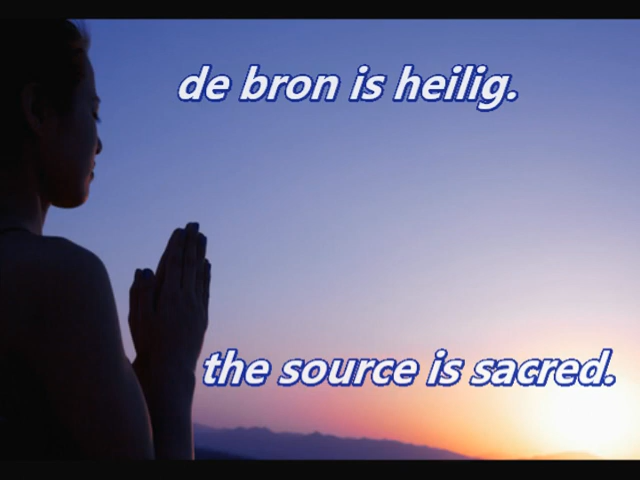 de bron is heilig.
the source is sacred.